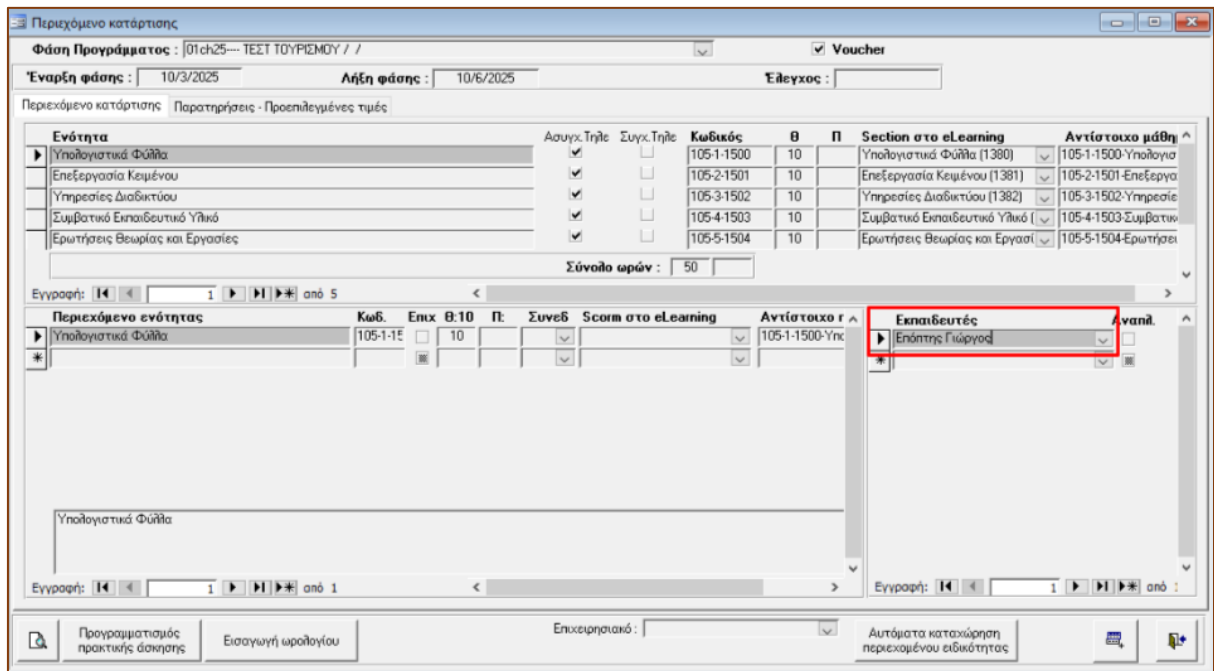 Περιεχόμενο κατάρτισης
Φάση Προγράμματος : 01ch25---- ΤΕΣΤ ΤΟΥΡΙΣΜΟΥ / / Voucher
Έναρξη φάσης : 10/3/2025 Λήξη φάσης : 10/6/2025 Έλεγχος :
Περιεχόμενο κατάρτισης Παρατηρήσεις - Προεπιλεγμένες τιμές
Ενότητα Ασυγχ.Τηλε Συγχ.Τηλε Κωδικός Θ Π Section στο eLearning Αντίστοιχο μάθη
Υπολογιστικά Φύλλα 105-1-1500 10 Υπολογιστικά Φύλλα (1380) 105-1-1500-Υπολογισ
Επεξεργασία Κειμένου 105-2-1501 10 Επεξεργασία Κειμένου (1381) 105-2-1501-Επεξεργα
Υπηρεσίες Διαδικτύου 105-3-1502 10 Υπηρεσίες Διαδικτύου (1382) 105-3-1502-Υπηρεσίε
Συμβατικό Εκπαιδευτικό Υλικό 105-4-1503 10 Συμβατικό Εκπαιδευτικό Υλικό ( 105-4-1503-Συμβατικ
Ερωτήσεις Θεωρίας και Εργασίες 105-5-1504 10 Ερωτήσεις Θεωρίας και Εργασί 105-5-1504-Ερωτήσει
Σύνολο ωρών : 50
Εγγραφή: 1 από 5
Περιεχόμενο ενότητας Κωδ. Επιχ Θ:10 Π: Συνεδ Scorm στο eLearning Αντίστοιχο Εκπαιδευτές Αναπλ.
Υπολογιστικά Φύλλα 105-1-15 10 105-1-1500-Υπο Επόπτης Γιώργος
Υπολογιστικά Φύλλα
Εγγραφή: 1 από 1 Εγγραφή: 1 από
Προγραμματισμός πρακτικής άσκησης Εισαγωγή ωρολογίου Επιχειρησιακό : Αυτόματα καταχώρηση περιεχομένου ειδικότητας